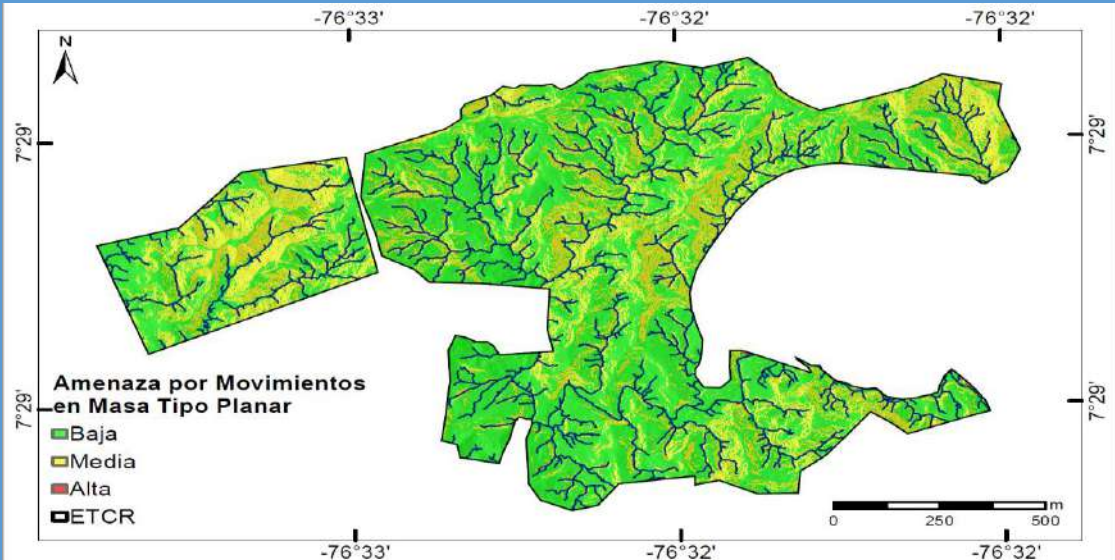 -76°33'
-76°32'
-76°32'
N
7°29'
7°29'
Amenaza por Movimientos
en Masa Tipo Planar
Baja
Media
Alta
ETCR
7°29'
7°29'
m
0
250
500
-76°33'
-76°32'
-76°32'